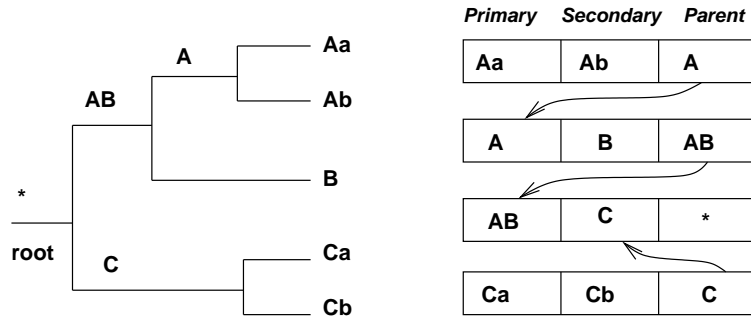 Primary Secondary Parent
Aa
A
AB
Ab
B
*
root
C
Ca
Cb
Aa Ab A
A B AB
AB C *
Ca Cb C